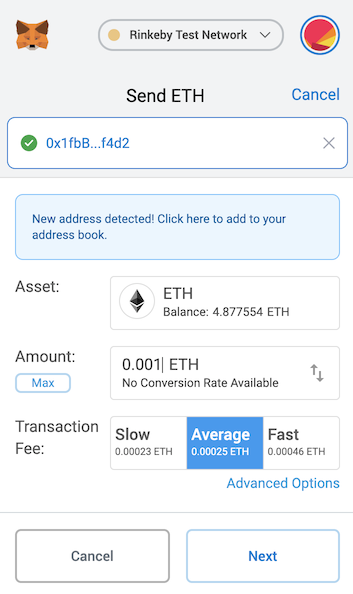 Rinkeby Test Network
Send ETH
Cancel
0x1fbB...f4d2
New address detected! Click here to add to your
address book.
Asset:
ETH
Balance: 4.877554 ETH
Amount:
Max
0.001 ETH
No Conversion Rate Available
Transaction
Fee:
Slow
0.00023 ETH
Average
0.00025 ETH
Fast
0.00046 ETH
Advanced Options
Cancel
Next